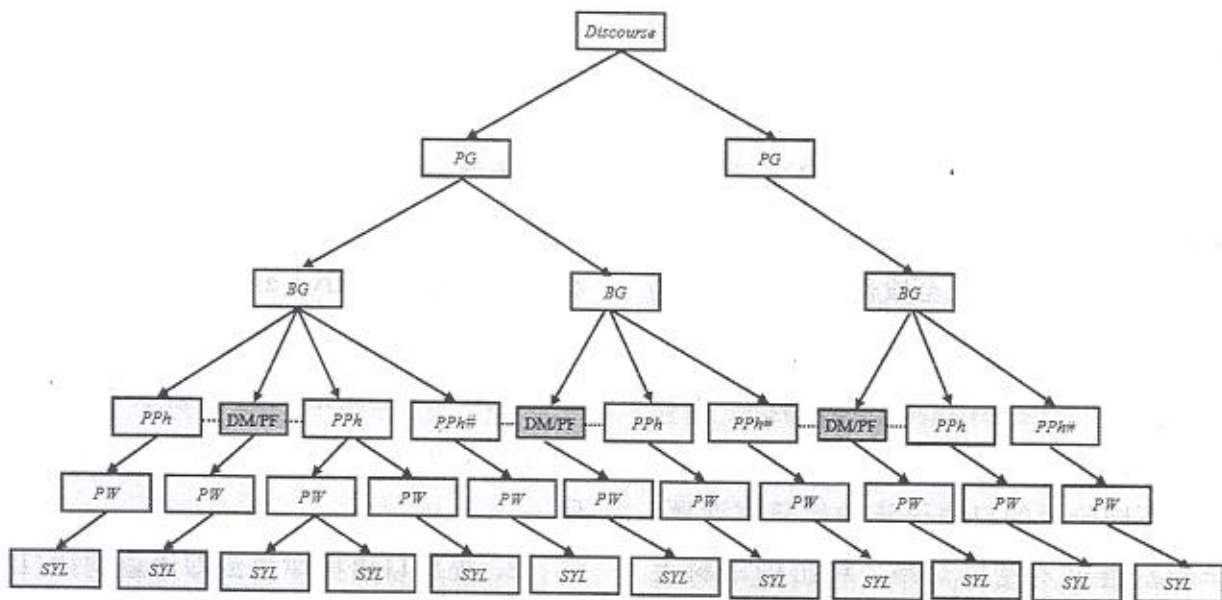 Discourse
PG PG
BG BG BG
PPh DM/PF PPh PPh# DM/PF PPh PPh# DM/PF PPh PPh#
PW PW PW PW PW PW PW PW PW PW PW
SYL SYL SYL SYL SYL SYL SYL SYL SYL SYL SYL SYL